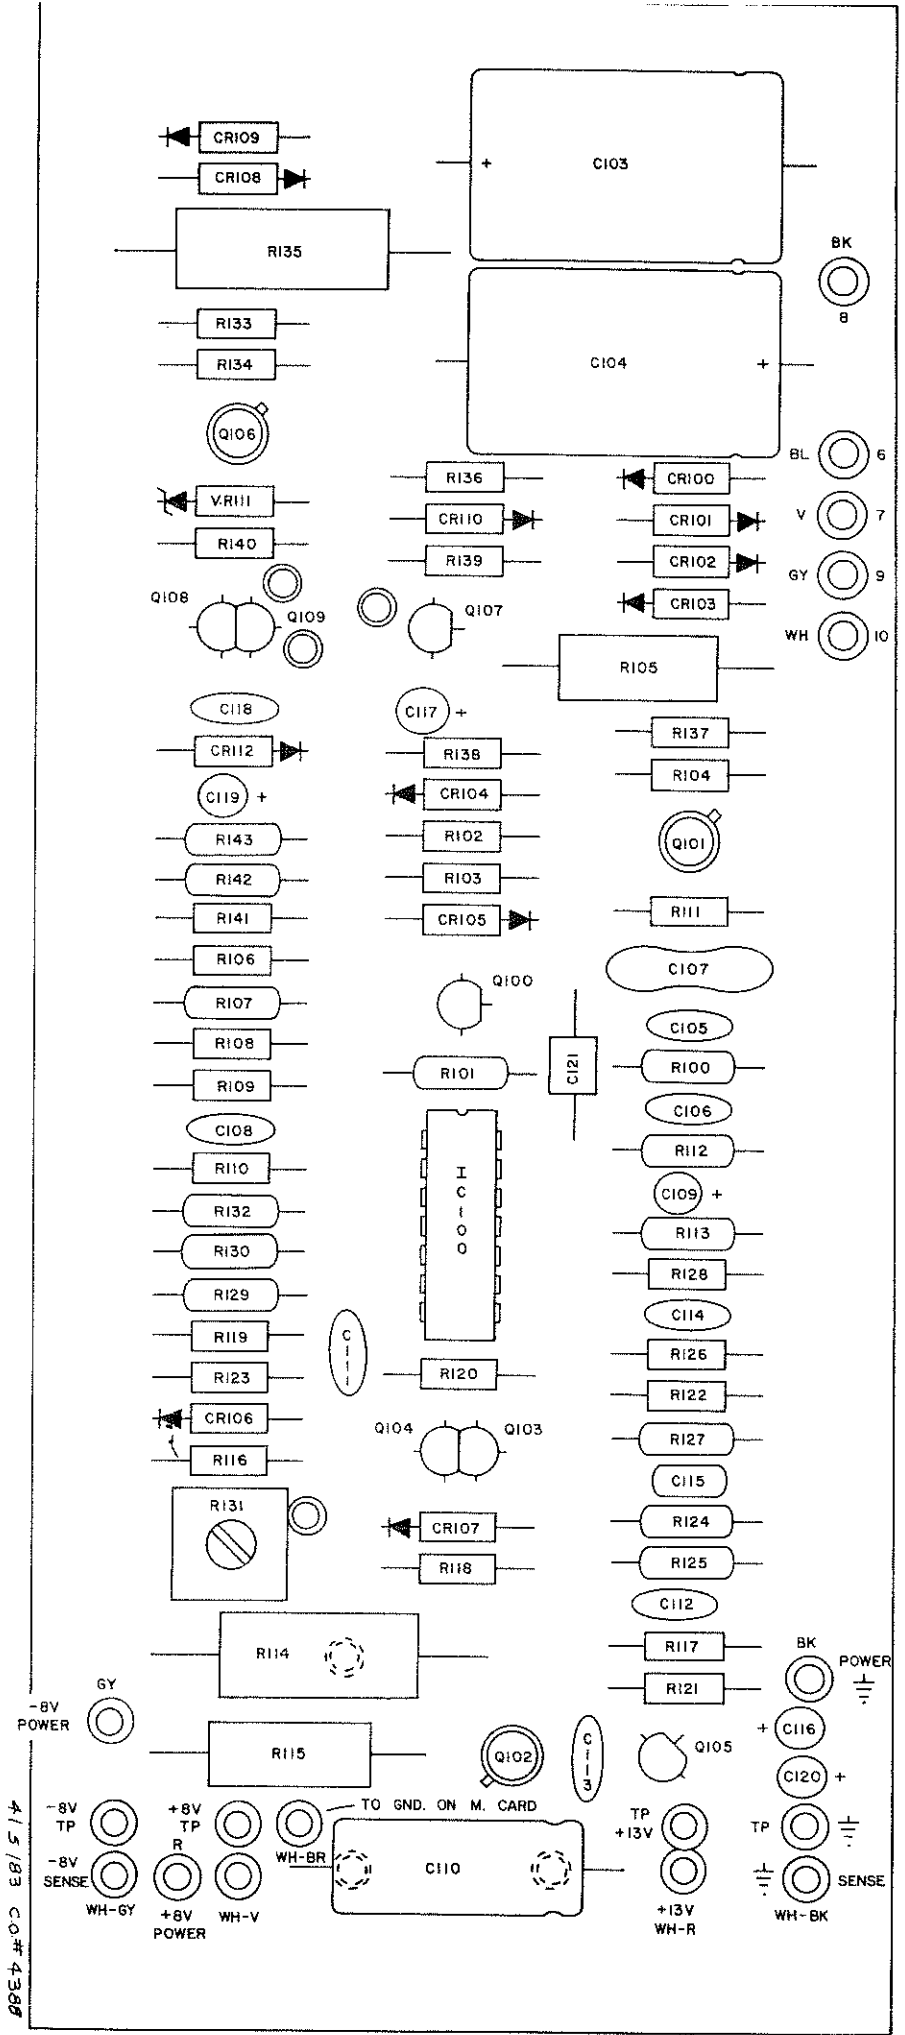 CR109
C103
+
CR108
R135
BK
8
R133
C104
+
R134
Q106
BL 6
R136
CR100
VR111
V 7
CR110
CR101
R140
R139
CR102
GY 9
Q108
Q109
Q107
CR103
WH 10
R105
C118
C117 +
R137
CR112
R138
R104
C119 +
CR104
R143
R102
Q101
R142
R103
R141
CR105
R111
R106
C107
Q100
R107
C105
R108
R101
C121
R100
R109
C106
C108
R112
IC100
R110
C109 +
R132
R113
R130
R128
R129
C114
R119
C111
R126
R123
R120
R122
CR106
Q104
Q103
R127
R116
C115
R131
CR107
R124
R118
R125
C112
R114
R117
BK
POWER
GY
R121
-8V
POWER
+ C116
R115
Q102
C113
Q105
C120 +
-8V
TP
+8V
TP
TO GND. ON M. CARD
TP
+13V
TP
R
WH-BR
-8V
SENSE
C110
SENSE
WH-GY
+8V
POWER
WH-V
+13V
WH-R
WH-BK
4/5/83 C.O.# 4388